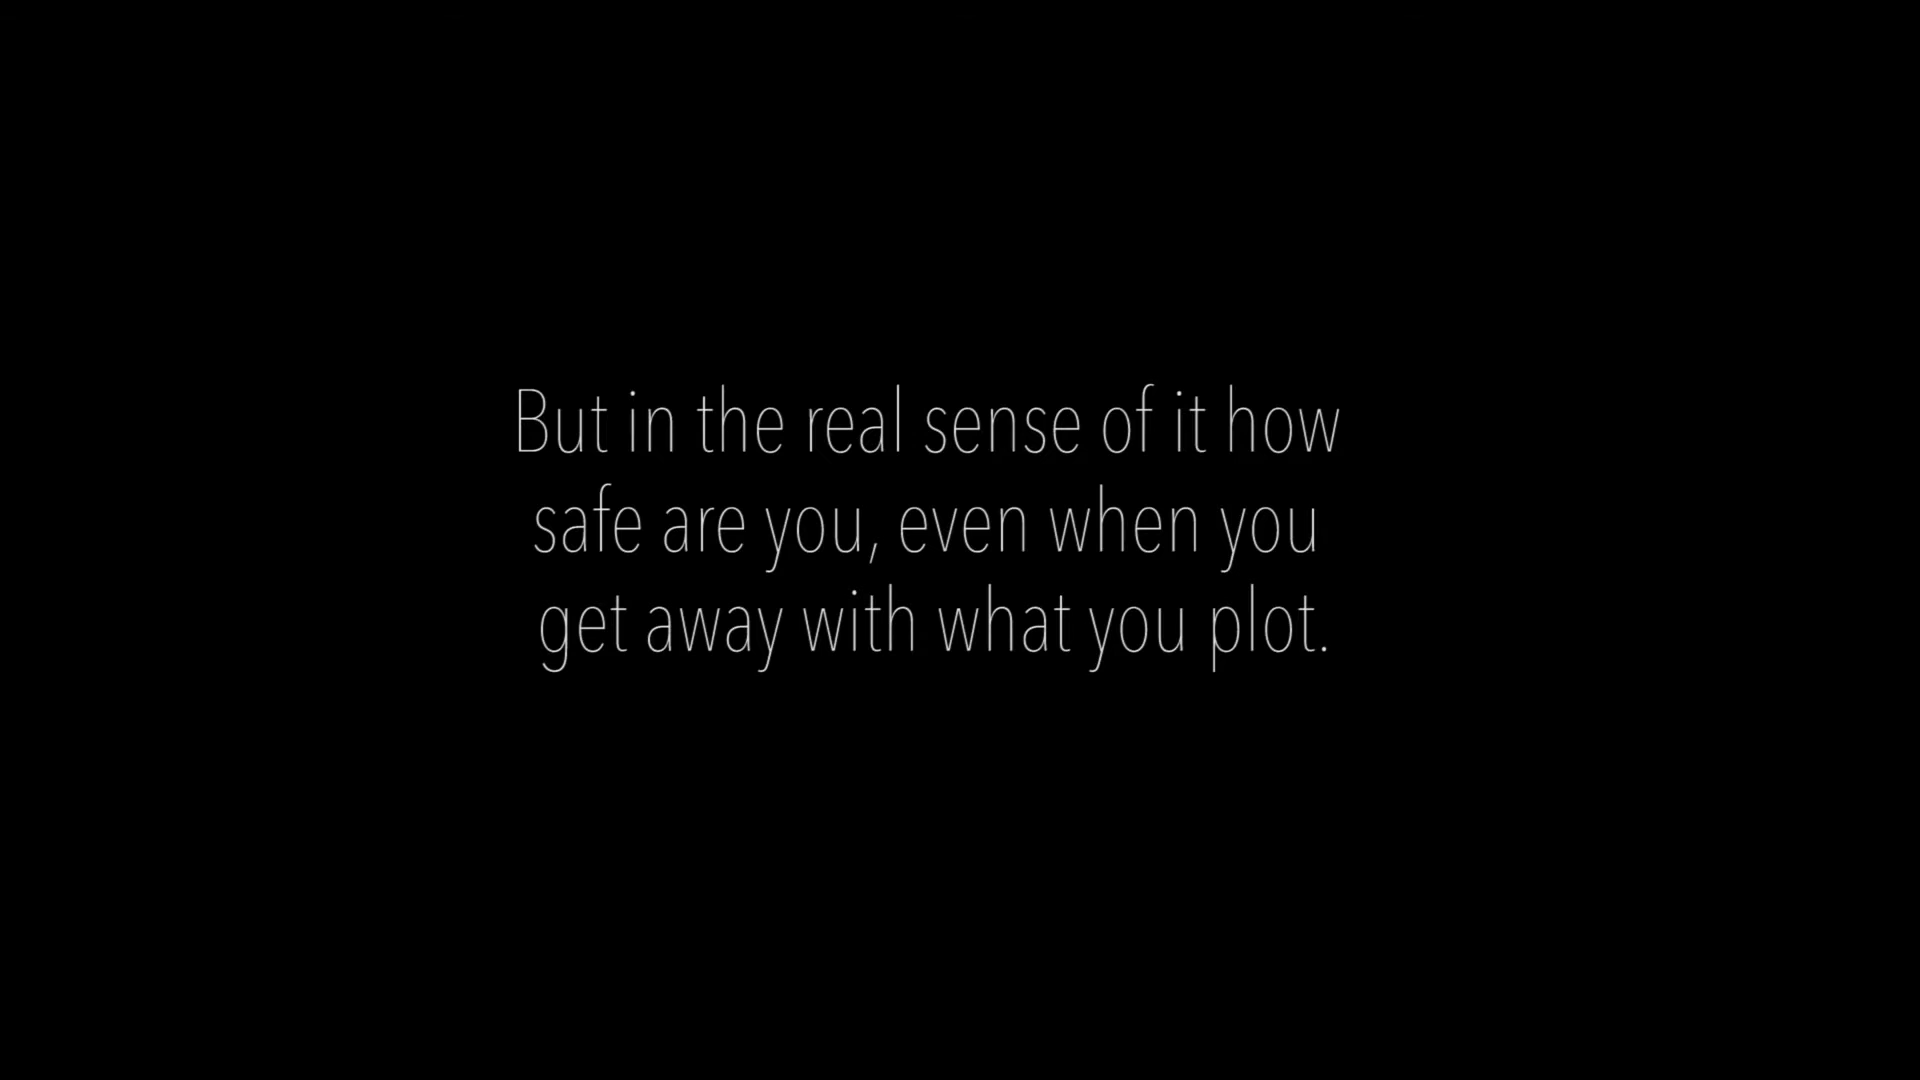 But in the real sense of it how
safe are you, even when you
get away with what you plot.